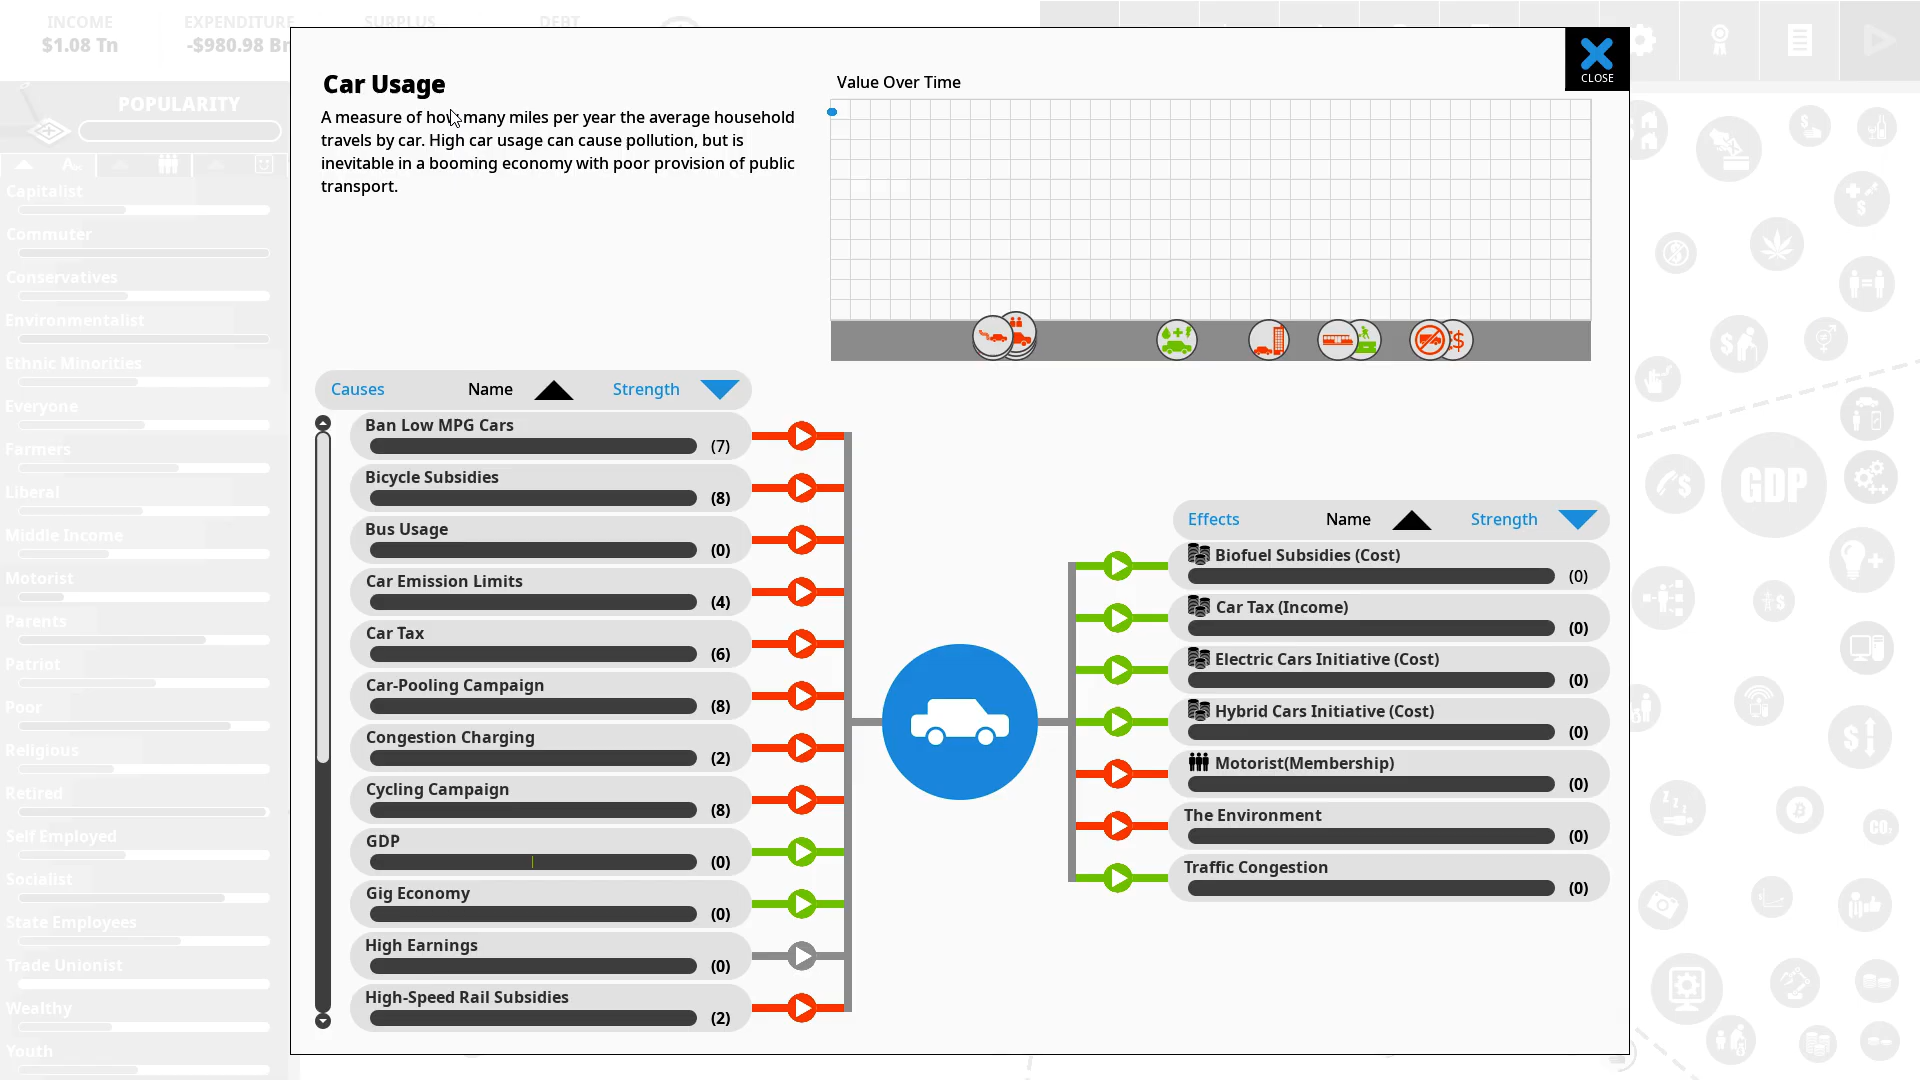 INCOME
$1.08 Tn
EXPENDITURE
-$980.98 Br
SURPLUS
DEBT
POPULARITY
Capitalist
Commuter
Conservatives
Environmentalist
Ethnic Minorities
Everyone
Farmers
Liberal
Middle Income
Motorist
Parents
Patriot
Poor
Religious
Retired
Self Employed
Socialist
State Employees
Trade Unionist
Wealthy
Youth
CLOSE
Car Usage
A measure of how many miles per year the average household
travels by car. High car usage can cause pollution, but is
inevitable in a booming economy with poor provision of public
transport.
Value Over Time
Causes Name Strength
Ban Low MPG Cars
(7)
Bicycle Subsidies
(8)
Bus Usage
(0)
Car Emission Limits
(4)
Car Tax
(6)
Car-Pooling Campaign
(8)
Congestion Charging
(2)
Cycling Campaign
(8)
GDP
(0)
Gig Economy
(0)
High Earnings
(0)
High-Speed Rail Subsidies
(2)
Effects Name Strength
Biofuel Subsidies (Cost)
(0)
Car Tax (Income)
(0)
Electric Cars Initiative (Cost)
(0)
Hybrid Cars Initiative (Cost)
(0)
Motorist(Membership)
(0)
The Environment
(0)
Traffic Congestion
(0)
GDP
CO₂